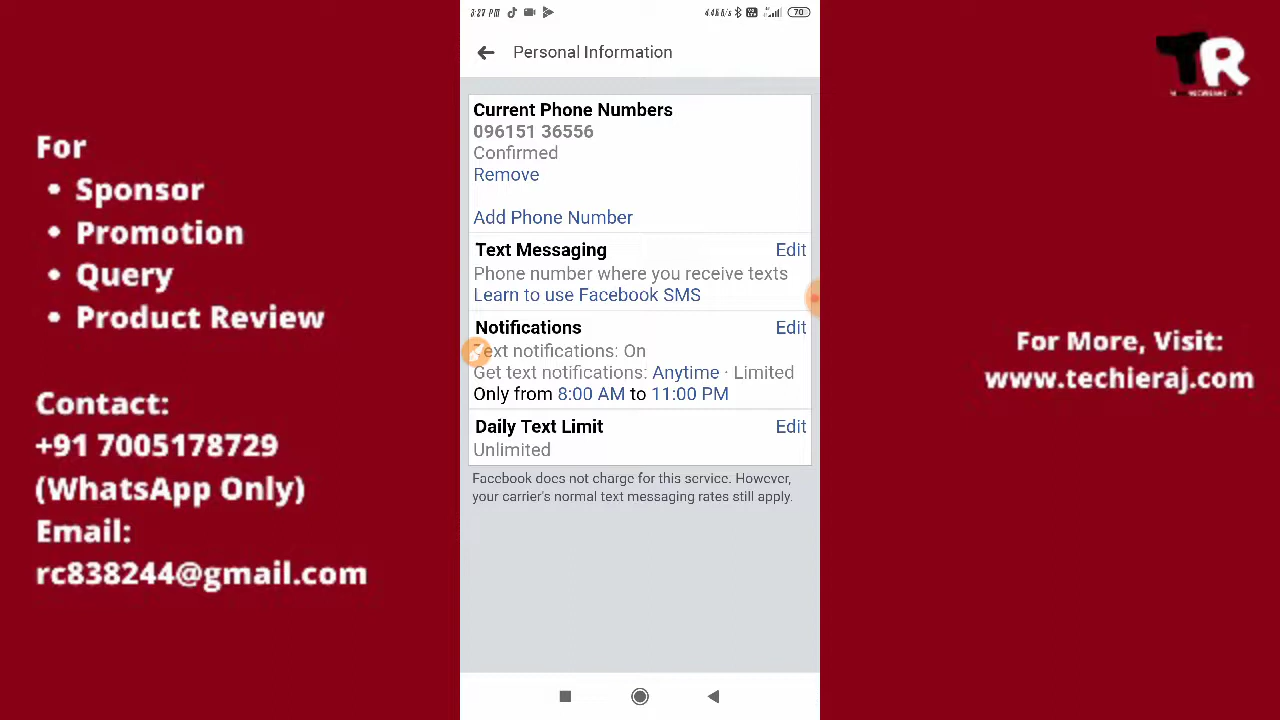 For
• Sponsor
• Promotion
• Query
• Product Review
Contact:
+91 7005178729
(WhatsApp Only)
Email:
rc838244@gmail.com
3:27 PM
70
Personal Information
Current Phone Numbers
096151 36556
Confirmed
Remove
Add Phone Number
Text Messaging Edit
Phone number where you receive texts
Learn to use Facebook SMS
Notifications Edit
Text notifications: On
Get text notifications: Anytime · Limited
Only from 8:00 AM to 11:00 PM
Daily Text Limit Edit
Unlimited
Facebook does not charge for this service. However,
your carrier's normal text messaging rates still apply.
TR
For More, Visit:
www.techieraj.com